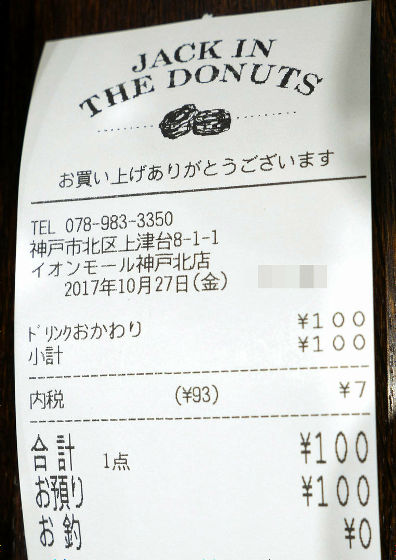 JACK IN
THE DONUTS
お買い上げありがとうございます
TEL 078-983-3350
神戸市北区上津台8-1-1
イオンモール神戸北店
2017年10月27日(金)
ﾄﾞﾘﾝｸおかわり ¥100
小計 ¥100
内税 (¥93) ¥7
合計 1点 ¥100
お預り ¥100
お釣 ¥0